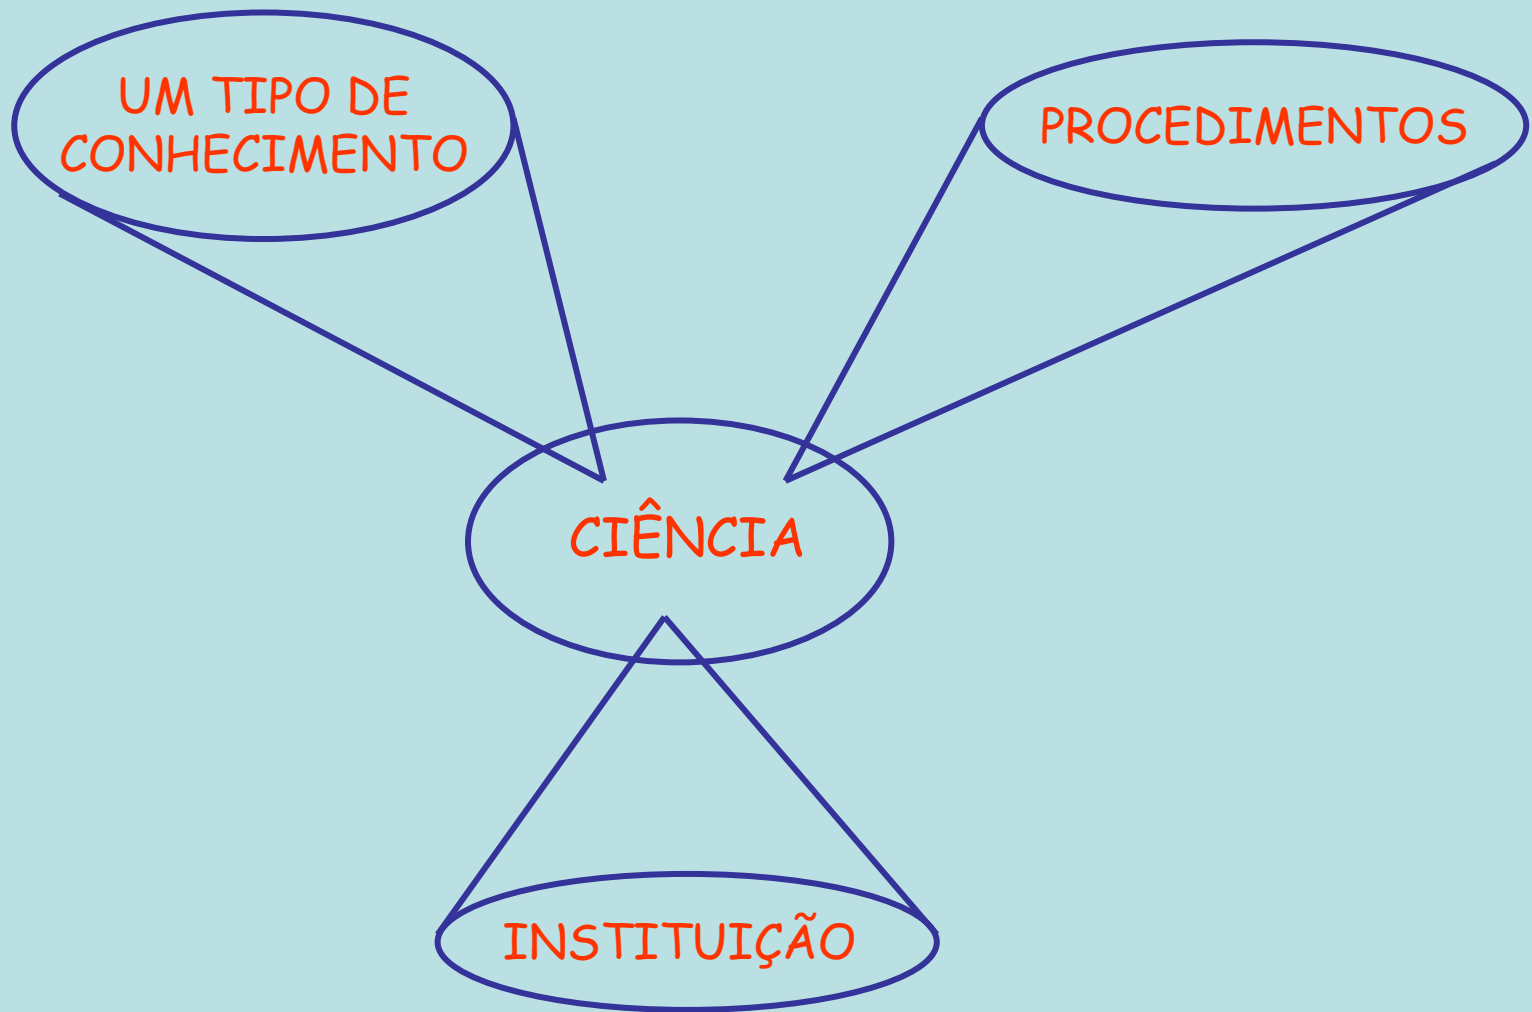 UM TIPO DE
CONHECIMENTO
PROCEDIMENTOS
CIÊNCIA
INSTITUIÇÃO